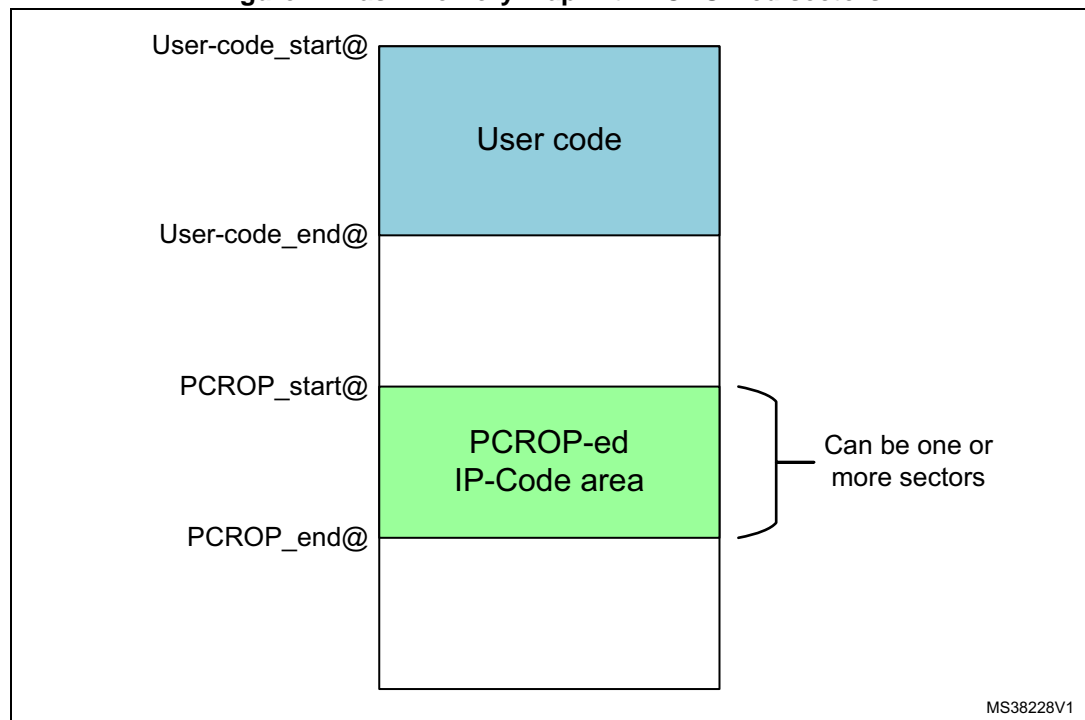 User-code_start@
User code
User-code_end@
PCROP_start@
PCROP-ed
IP-Code area
Can be one or
more sectors
PCROP_end@
MS38228V1